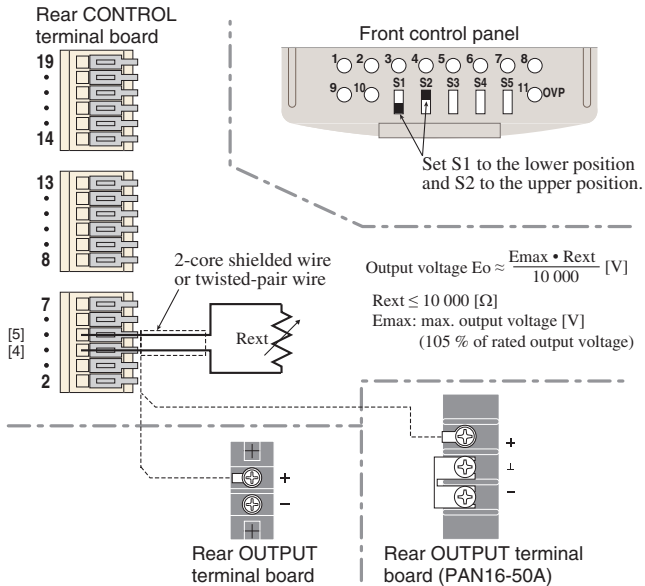 Rear CONTROL
terminal board
19
14
13
8
7
[5]
[4]
2
2-core shielded wire
or twisted-pair wire
Rext
Front control panel
1 2 3 4 5 6 7 8
9 10 S1 S2 S3 S4 S5 11 OVP
Set S1 to the lower position
and S2 to the upper position.
Output voltage Eo ≈ Emax • Rext / 10 000 [V]
Rext ≤ 10 000 [Ω]
Emax: max. output voltage [V]
(105 % of rated output voltage)
+
−
Rear OUTPUT
terminal board
+
⊥
−
Rear OUTPUT terminal
board (PAN16-50A)